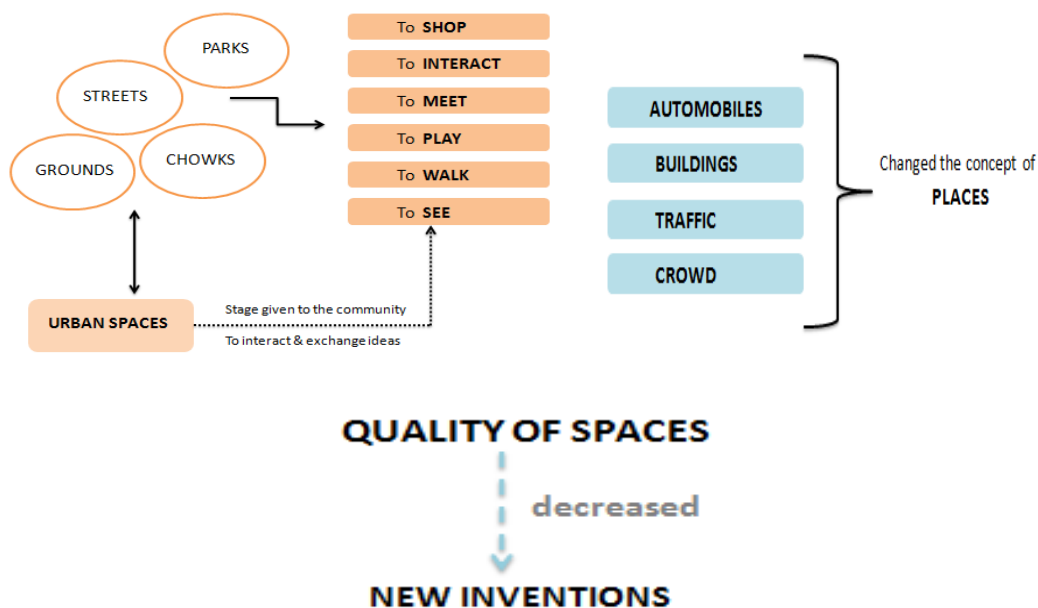 PARKS
STREETS
GROUNDS
CHOWKS
To SHOP
To INTERACT
To MEET
To PLAY
To WALK
To SEE
URBAN SPACES
Stage given to the community
To interact & exchange ideas
AUTOMOBILES
BUILDINGS
TRAFFIC
CROWD
Changed the concept of
PLACES
QUALITY OF SPACES
decreased
NEW INVENTIONS